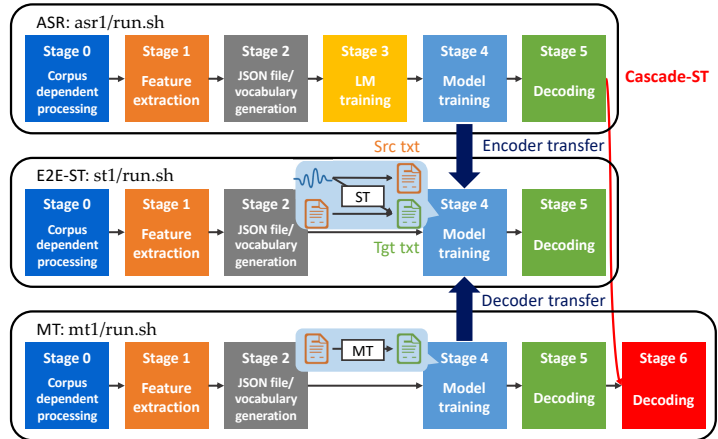 ASR: asr1/run.sh
Stage 0
Corpus
dependent
processing
Stage 1
Feature
extraction
Stage 2
JSON file/
vocabulary
generation
Stage 3
LM
training
Stage 4
Model
training
Stage 5
Decoding
Cascade-ST
Src txt
Encoder transfer
E2E-ST: st1/run.sh
Stage 0
Corpus
dependent
processing
Stage 1
Feature
extraction
Stage 2
JSON file/
vocabulary
generation
ST
Tgt txt
Stage 4
Model
training
Stage 5
Decoding
Decoder transfer
MT: mt1/run.sh
Stage 0
Corpus
dependent
processing
Stage 1
Feature
extraction
Stage 2
JSON file/
vocabulary
generation
MT
Stage 4
Model
training
Stage 5
Decoding
Stage 6
Decoding